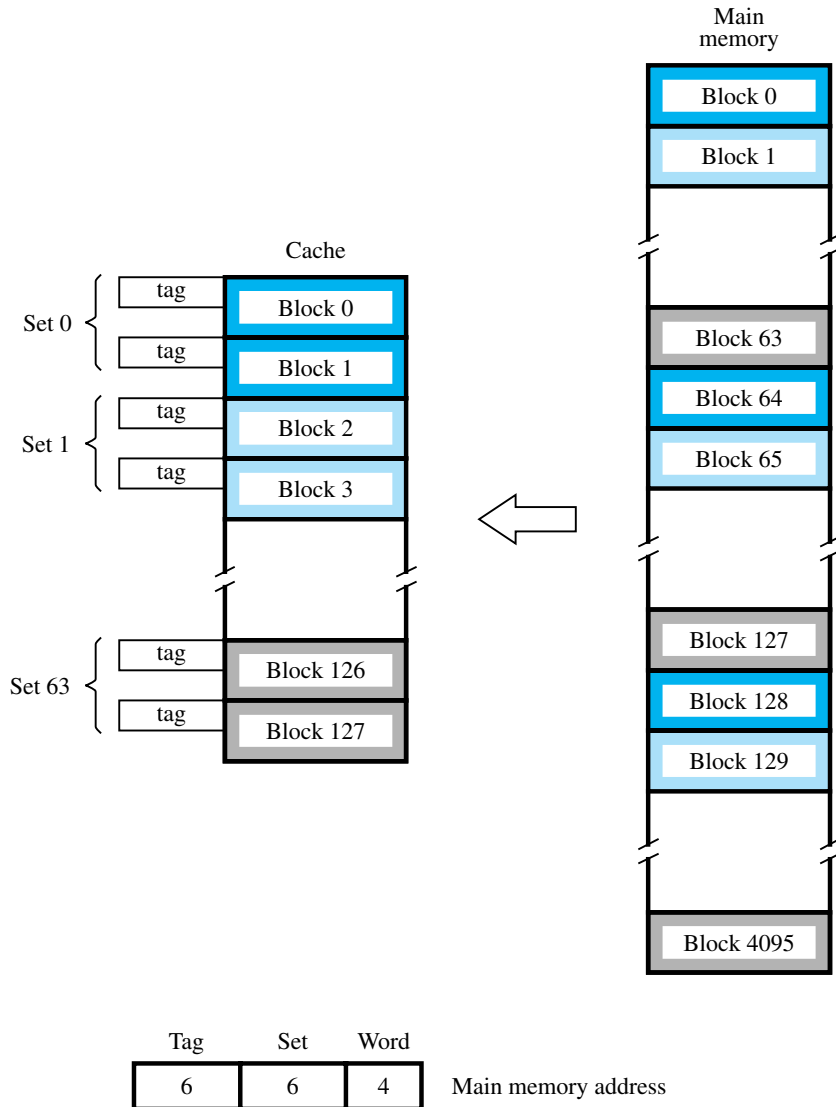 Main
memory
Block 0
Block 1
Cache
tag
Block 0
Set 0
Block 63
tag
Block 1
Block 64
tag
Block 2
Set 1
Block 65
tag
Block 3
tag
Block 126
Block 127
Set 63
tag
Block 127
Block 128
Block 129
Block 4095
Tag Set Word
6 6 4 Main memory address